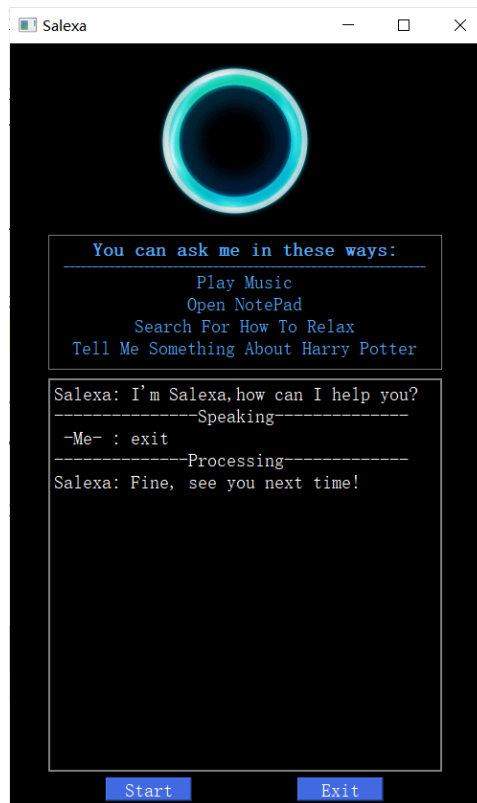 Salexa
You can ask me in these ways:
Play Music
Open NotePad
Search For How To Relax
Tell Me Something About Harry Potter
Salexa: I'm Salexa,how can I help you?
---------------Speaking--------------
-Me- : exit
--------------Processing-------------
Salexa: Fine, see you next time!
Start Exit